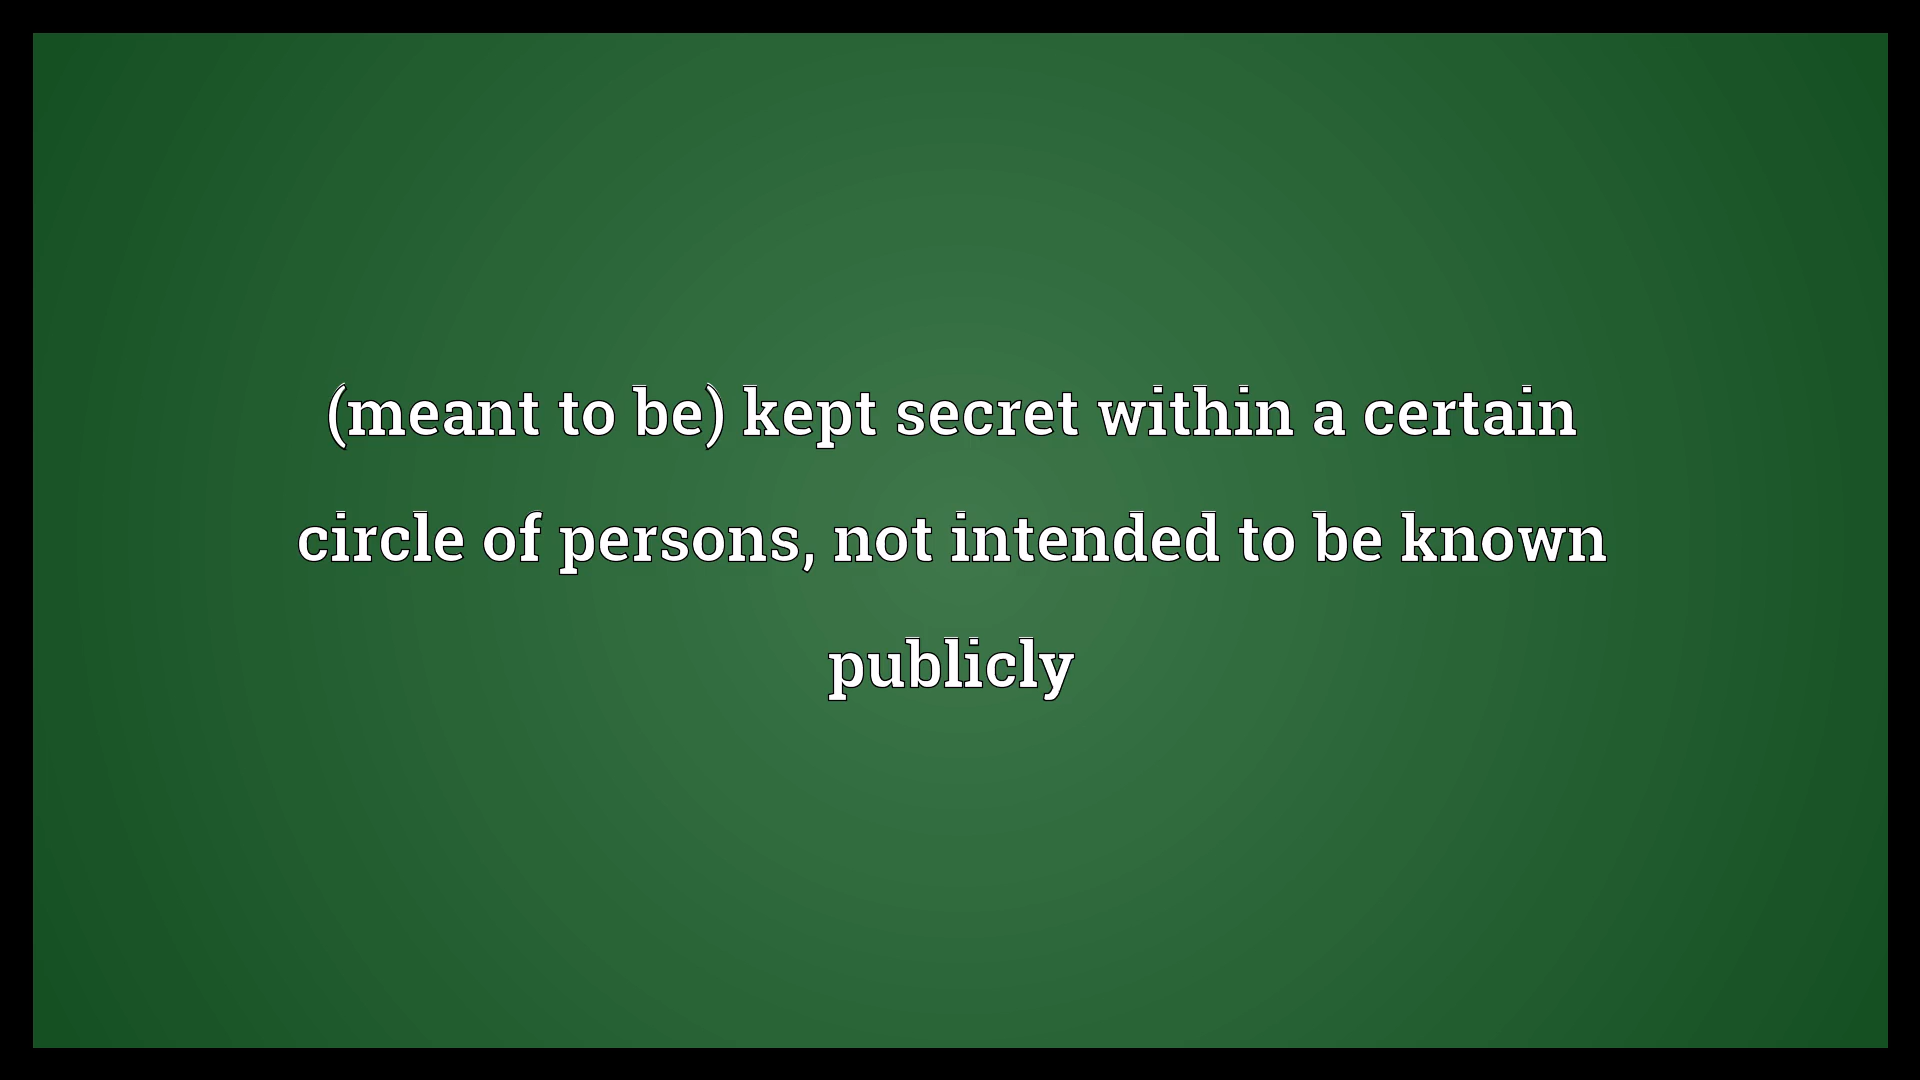 (meant to be) kept secret within a certain
circle of persons, not intended to be known
publicly